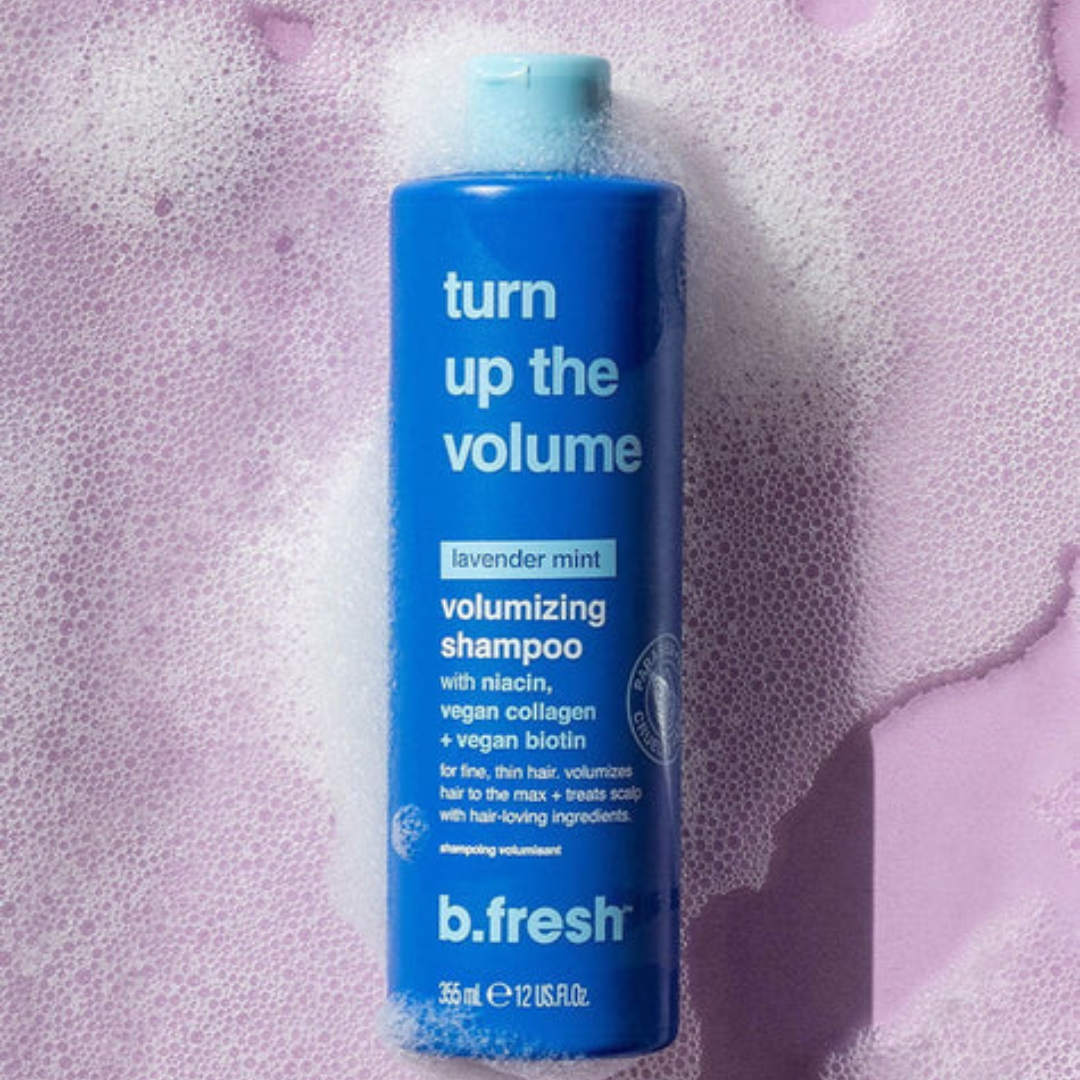 turn
up the
volume
lavender mint
volumizing
shampoo
with niacin,
vegan collagen
+ vegan biotin
for fine, thin hair. volumizes
hair to the max + treats scalp
with hair-loving ingredients.
shampoing volumisant
b.fresh™
355 ml ℮ 12 US.Fl.Oz.